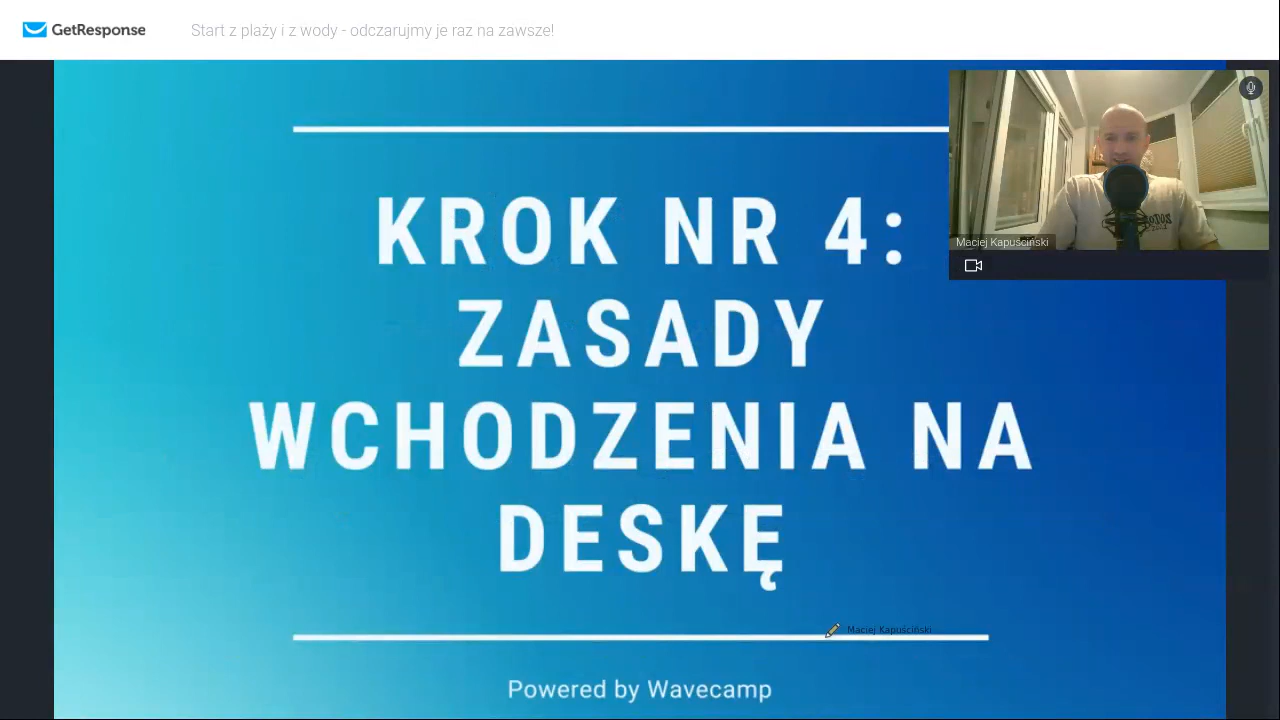 GetResponse
Start z plaży i z wody - odczarujmy je raz na zawsze!
KROK NR 4:
ZASADY
WCHODZENIA NA
DESKĘ
Maciej Kapuściński
Maciej Kapuściński
Powered by Wavecamp